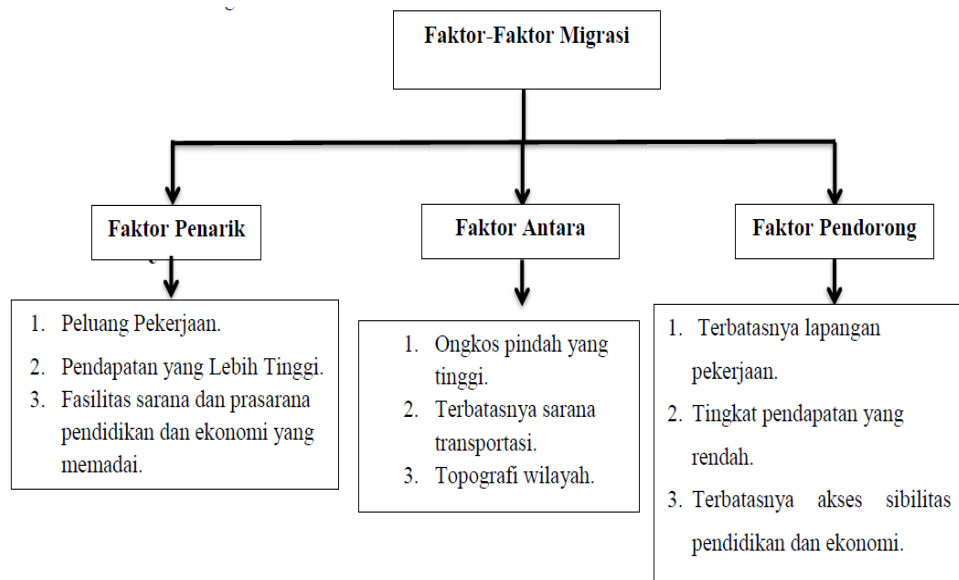 Faktor-Faktor Migrasi
Faktor Penarik
Faktor Antara
Faktor Pendorong
1. Peluang Pekerjaan.
2. Pendapatan yang Lebih Tinggi.
3. Fasilitas sarana dan prasarana
pendidikan dan ekonomi yang
memadai.
1. Ongkos pindah yang
tinggi.
2. Terbatasnya sarana
transportasi.
3. Topografi wilayah.
1. Terbatasnya lapangan
pekerjaan.
2. Tingkat pendapatan yang
rendah.
3. Terbatasnya akses sibilitas
pendidikan dan ekonomi.